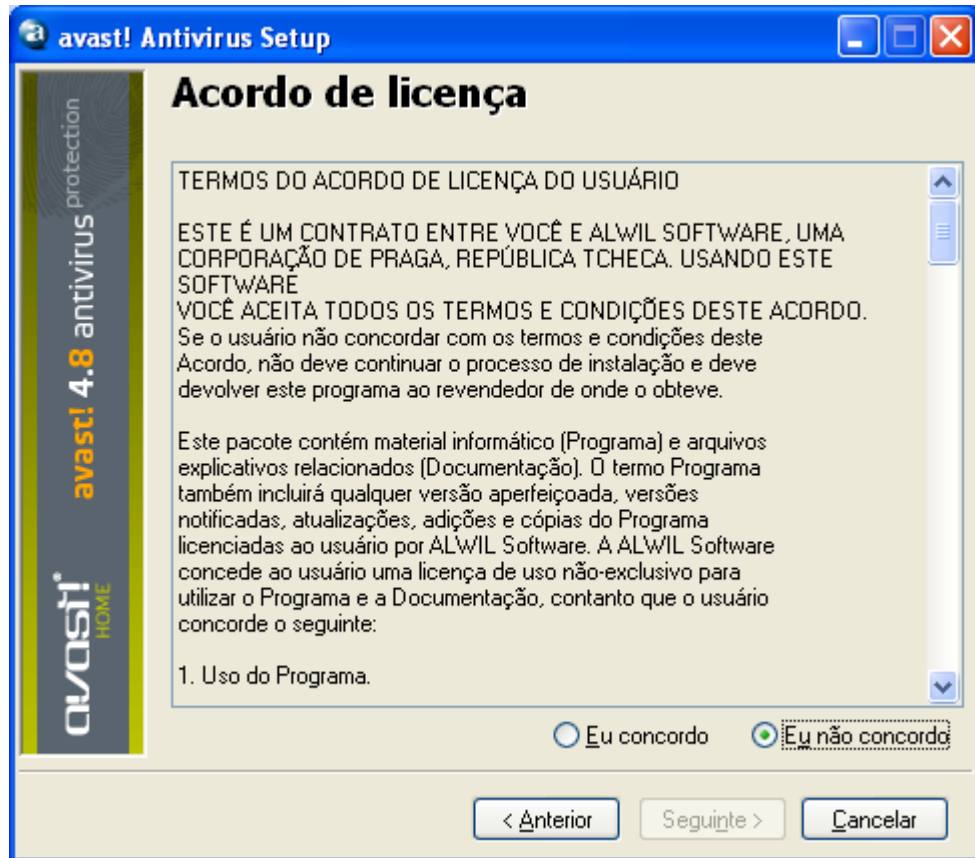 avast! Antivirus Setup
avast! 4.8 antivirus protection
avast!
HOME
Acordo de licença
TERMOS DO ACORDO DE LICENÇA DO USUÁRIO
ESTE É UM CONTRATO ENTRE VOCÊ E ALWIL SOFTWARE, UMA
CORPORAÇÃO DE PRAGA, REPÚBLICA TCHECA. USANDO ESTE
SOFTWARE
VOCÊ ACEITA TODOS OS TERMOS E CONDIÇÕES DESTE ACORDO.
Se o usuário não concordar com os termos e condições deste
Acordo, não deve continuar o processo de instalação e deve
devolver este programa ao revendedor de onde o obteve.
Este pacote contém material informático (Programa) e arquivos
explicativos relacionados (Documentação). O termo Programa
também incluirá qualquer versão aperfeiçoada, versões
notificadas, atualizações, adições e cópias do Programa
licenciadas ao usuário por ALWIL Software. A ALWIL Software
concede ao usuário uma licença de uso não-exclusivo para
utilizar o Programa e a Documentação, contanto que o usuário
concorde o seguinte:
1. Uso do Programa.
Eu concordo
Eu não concordo
< Anterior
Seguinte >
Cancelar